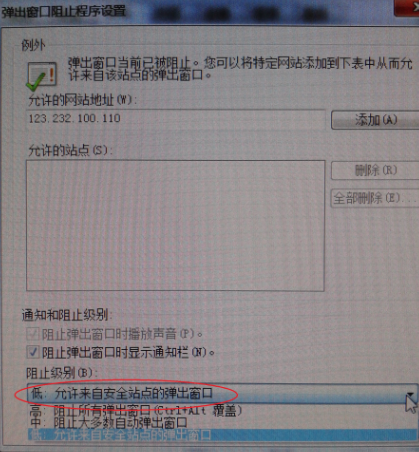 弹出窗口阻止程序设置
例外
弹出窗口当前已被阻止。您可以将特定网站添加到下表中从而允
许来自该站点的弹出窗口。
允许的网站地址(W):
123.232.100.110
添加(A)
允许的站点(S):
删除(R)
全部删除(E)...
通知和阻止级别:
阻止弹出窗口时播放声音(P)。
阻止弹出窗口时显示通知栏(N)。
阻止级别(B):
低: 允许来自安全站点的弹出窗口
高: 阻止所有弹出窗口(Ctrl+Alt 覆盖)
中: 阻止大多数自动弹出窗口
低: 允许来自安全站点的弹出窗口